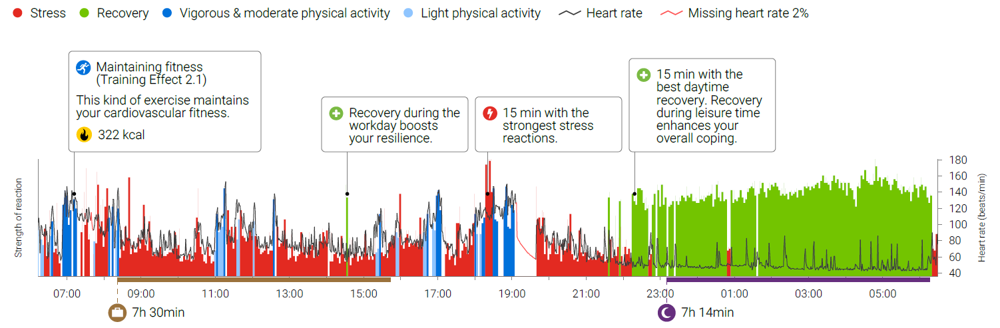 Stress
Recovery
Vigorous & moderate physical activity
Light physical activity
Heart rate
Missing heart rate 2%
Maintaining fitness
(Training Effect 2.1)
This kind of exercise maintains
your cardiovascular fitness.
322 kcal
Recovery during the
workday boosts
your resilience.
15 min with the
strongest stress
reactions.
15 min with the
best daytime
recovery. Recovery
during leisure time
enhances your
overall coping.
Strength of reaction
180
160
140
120
100
80
60
40
Heart rate (beats/min)
07:00
09:00
11:00
13:00
15:00
17:00
19:00
21:00
23:00
01:00
03:00
05:00
7h 30min
7h 14min